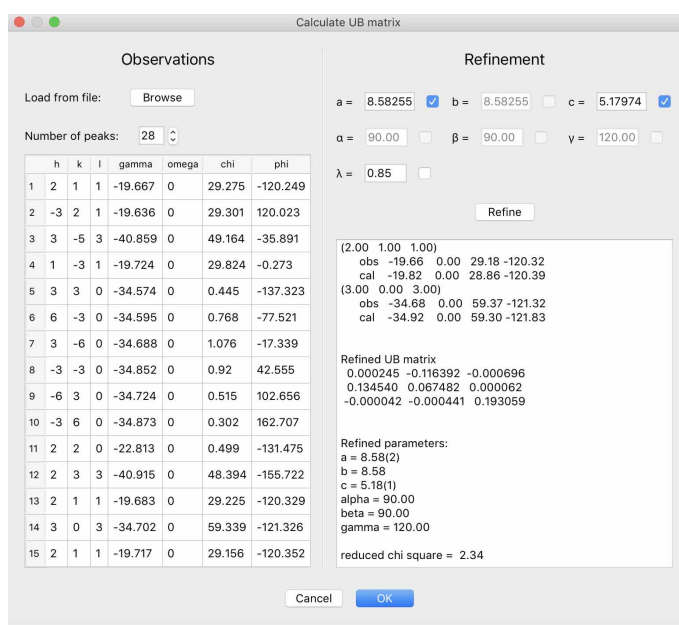 Calculate UB matrix
Observations
Load from file: Browse
Number of peaks: 28
h k l gamma omega chi phi
1 2 1 1 -19.667 0 29.275 -120.249
2 -3 2 1 -19.636 0 29.301 120.023
3 3 -5 3 -40.859 0 49.164 -35.891
4 1 -3 1 -19.724 0 29.824 -0.273
5 3 3 0 -34.574 0 0.445 -137.323
6 6 -3 0 -34.595 0 0.768 -77.521
7 3 -6 0 -34.688 0 1.076 -17.339
8 -3 -3 0 -34.852 0 0.92 42.555
9 -6 3 0 -34.724 0 0.515 102.656
10 -3 6 0 -34.873 0 0.302 162.707
11 2 2 0 -22.813 0 0.499 -131.475
12 2 3 3 -40.915 0 48.394 -155.722
13 2 1 1 -19.683 0 29.225 -120.329
14 3 0 3 -34.702 0 59.339 -121.326
15 2 1 1 -19.717 0 29.156 -120.352
Refinement
a = 8.58255 b = 8.58255 c = 5.17974
α = 90.00 β = 90.00 γ = 120.00
λ = 0.85
Refine
(2.00 1.00 1.00)
obs -19.66 0.00 29.18 -120.32
cal -19.82 0.00 28.86 -120.39
(3.00 0.00 3.00)
obs -34.68 0.00 59.37 -121.32
cal -34.92 0.00 59.30 -121.83
Refined UB matrix
0.000245 -0.116392 -0.000696
0.134540 0.067482 0.000062
-0.000042 -0.000441 0.193059
Refined parameters:
a = 8.58(2)
b = 8.58
c = 5.18(1)
alpha = 90.00
beta = 90.00
gamma = 120.00
reduced chi square = 2.34
Cancel OK